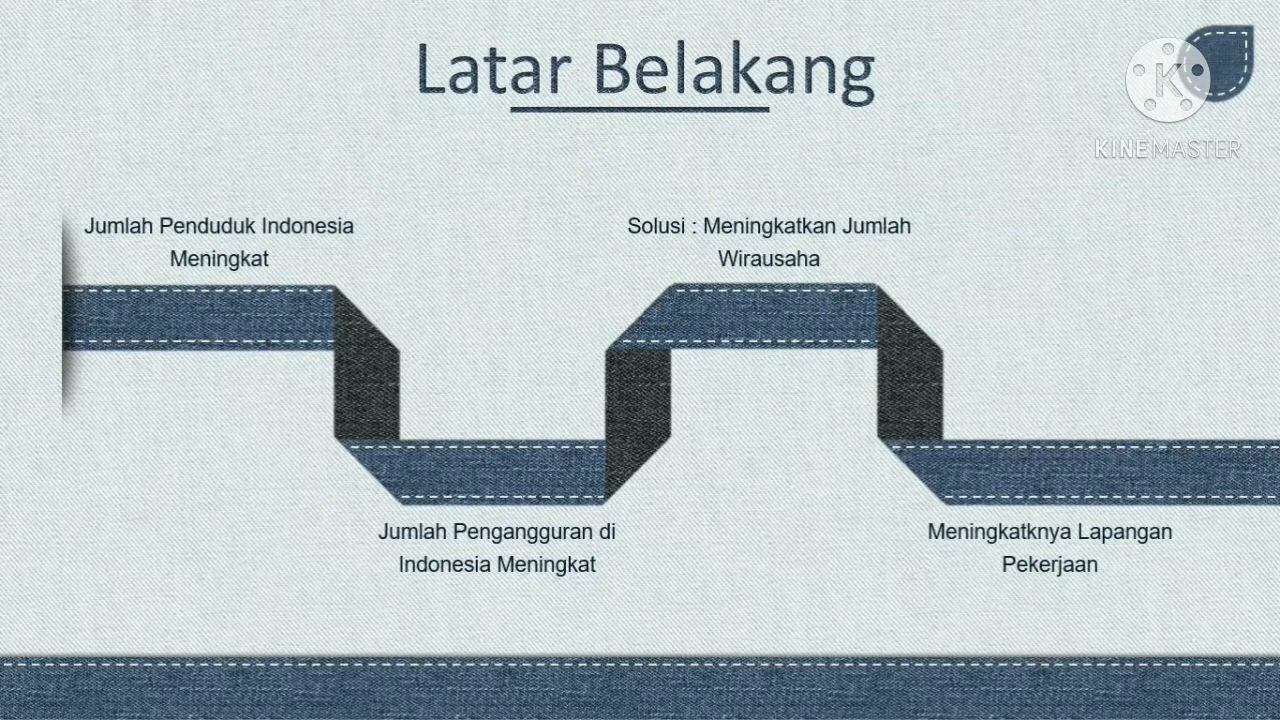 Latar Belakang
K
KINEMASTER
Jumlah Penduduk Indonesia
Meningkat
Solusi : Meningkatkan Jumlah
Wirausaha
Jumlah Pengangguran di
Indonesia Meningkat
Meningkatknya Lapangan
Pekerjaan